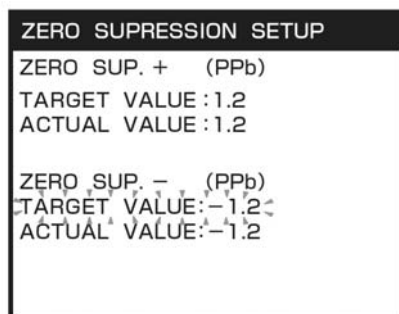 ZERO SUPRESSION SETUP
ZERO SUP. + (PPb)
TARGET VALUE:1.2
ACTUAL VALUE:1.2
ZERO SUP. − (PPb)
TARGET VALUE:−1.2
ACTUAL VALUE:−1.2